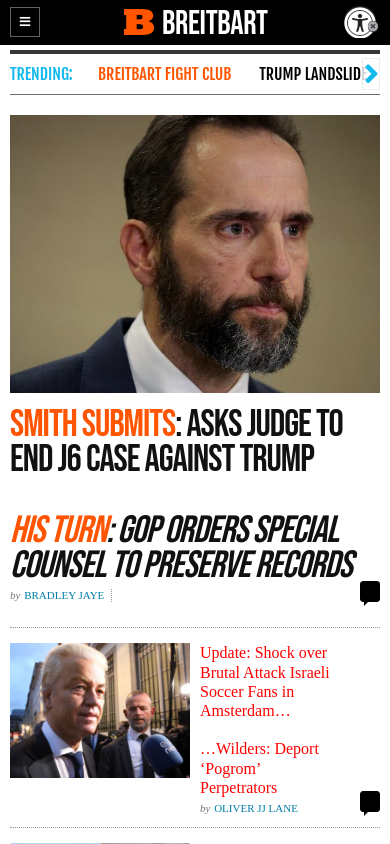 B BREITBART
TRENDING: BREITBART FIGHT CLUB TRUMP LANDSLID
SMITH SUBMITS: ASKS JUDGE TO
END J6 CASE AGAINST TRUMP
HIS TURN: GOP ORDERS SPECIAL
COUNSEL TO PRESERVE RECORDS
by BRADLEY JAYE
Update: Shock over
Brutal Attack Israeli
Soccer Fans in
Amsterdam…
…Wilders: Deport
‘Pogrom’
Perpetrators
by OLIVER JJ LANE